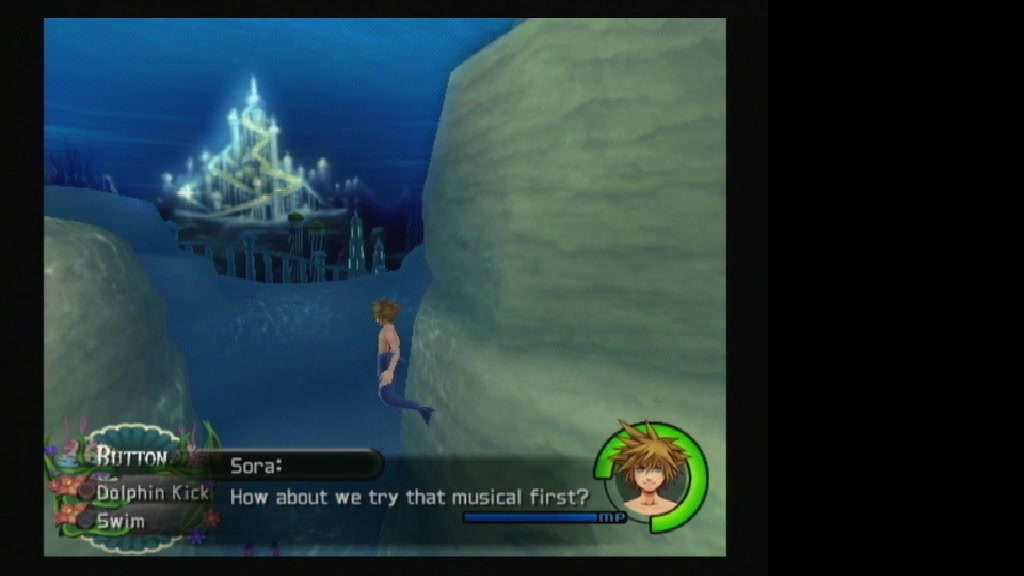 BUTTON
Dolphin Kick
Swim
Sora:
How about we try that musical first?
MP